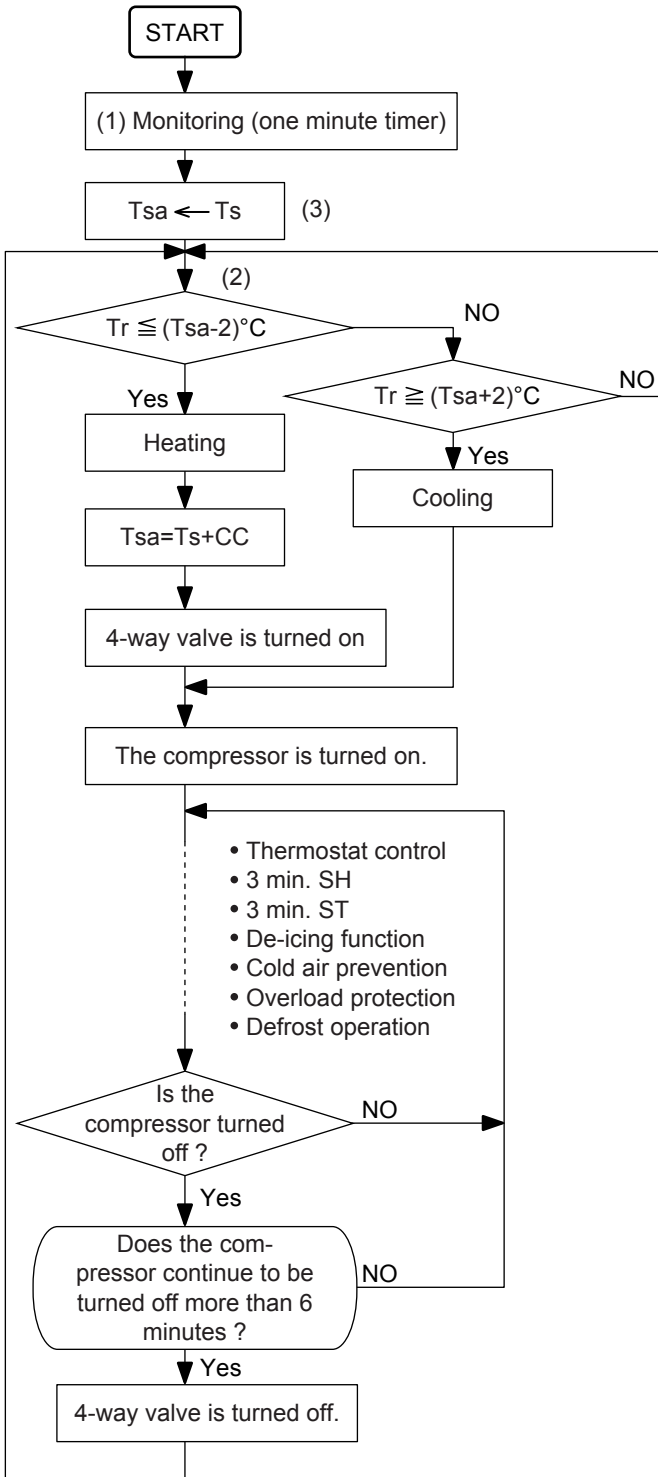 START
(1) Monitoring (one minute timer)
Tsa ← Ts
(3)
(2)
Tr ≦ (Tsa-2)°C
NO
Yes
Tr ≧ (Tsa+2)°C
NO
Heating
Yes
Cooling
Tsa=Ts+CC
4-way valve is turned on
The compressor is turned on.
• Thermostat control
• 3 min. SH
• 3 min. ST
• De-icing function
• Cold air prevention
• Overload protection
• Defrost operation
Is the
compressor turned
off ?
NO
Yes
Does the com-
pressor continue to be
turned off more than 6
minutes ?
NO
Yes
4-way valve is turned off.